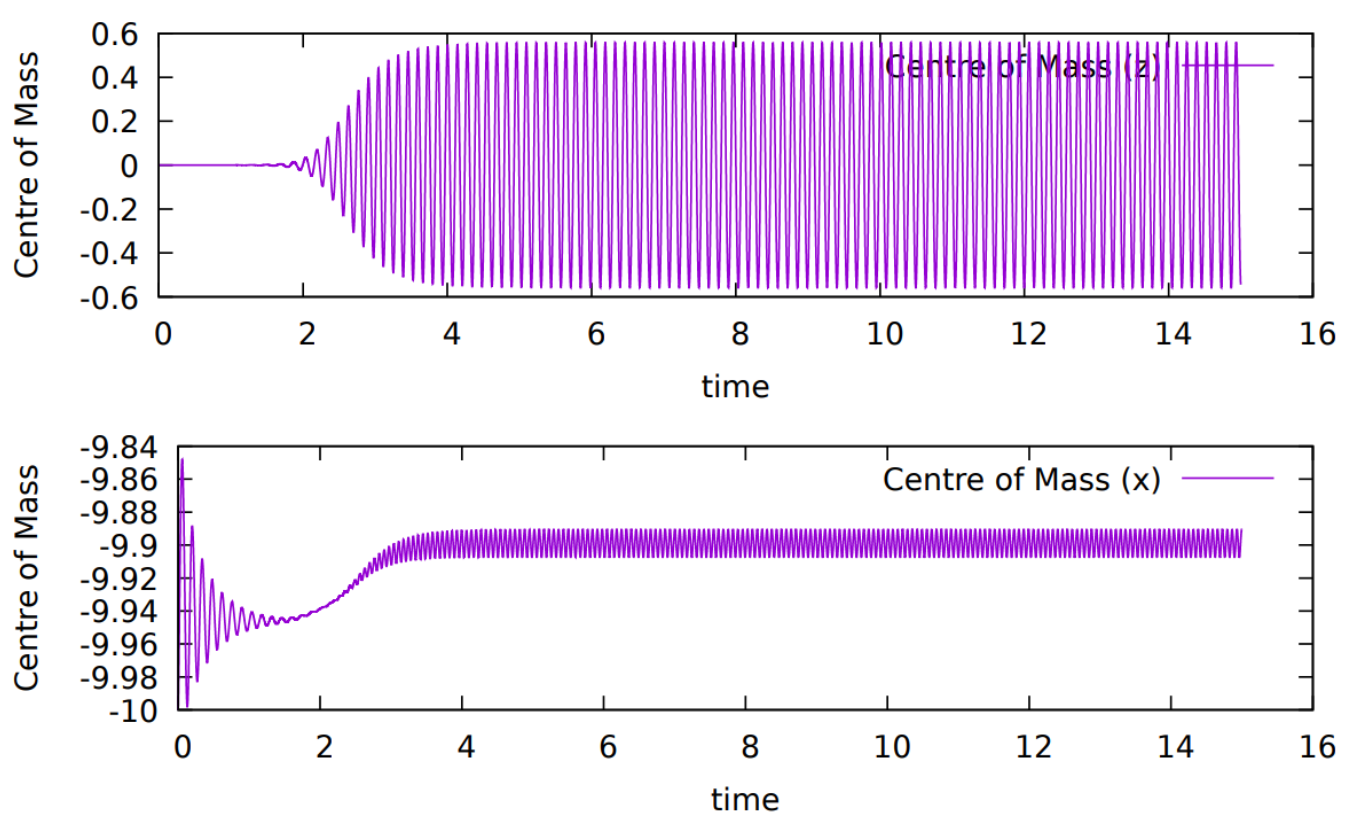 Centre of Mass
0.6
0.4
0.2
0
-0.2
-0.4
-0.6
Centre of Mass (z)
0 2 4 6 8 10 12 14 16
time
Centre of Mass
-9.84
-9.86
-9.88
-9.9
-9.92
-9.94
-9.96
-9.98
-10
Centre of Mass (x)
0 2 4 6 8 10 12 14 16
time